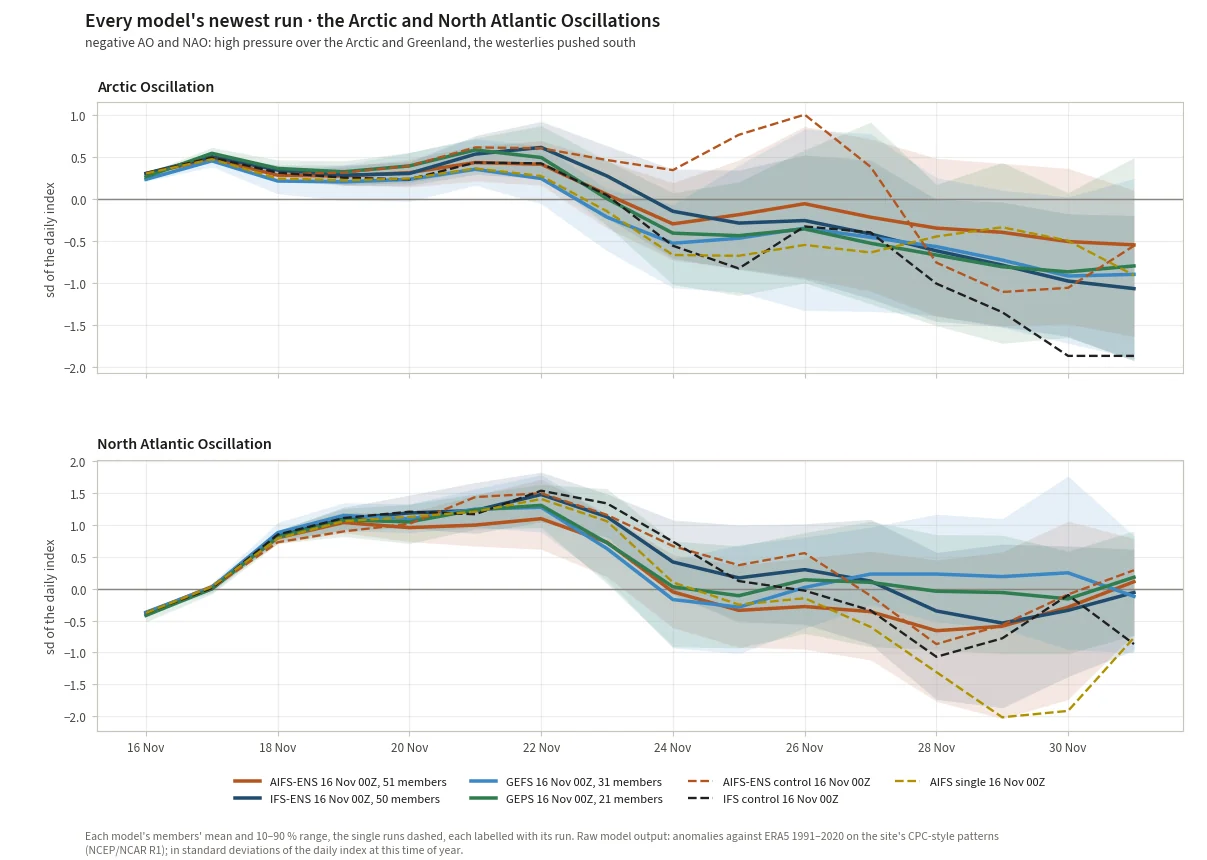 Every model's newest run · the Arctic and North Atlantic Oscillations
negative AO and NAO: high pressure over the Arctic and Greenland, the westerlies pushed south
Arctic Oscillation
sd of the daily index
1.0
0.5
0.0
−0.5
−1.0
−1.5
−2.0
North Atlantic Oscillation
sd of the daily index
2.0
1.5
1.0
0.5
0.0
−0.5
−1.0
−1.5
−2.0
16 Nov 18 Nov 20 Nov 22 Nov 24 Nov 26 Nov 28 Nov 30 Nov
AIFS-ENS 16 Nov 00Z, 51 members
IFS-ENS 16 Nov 00Z, 50 members
GEFS 16 Nov 00Z, 31 members
GEPS 16 Nov 00Z, 21 members
AIFS-ENS control 16 Nov 00Z
IFS control 16 Nov 00Z
AIFS single 16 Nov 00Z
Each model's members' mean and 10–90 % range, the single runs dashed, each labelled with its run. Raw model output: anomalies against ERA5 1991–2020 on the site's CPC-style patterns
(NCEP/NCAR R1); in standard deviations of the daily index at this time of year.